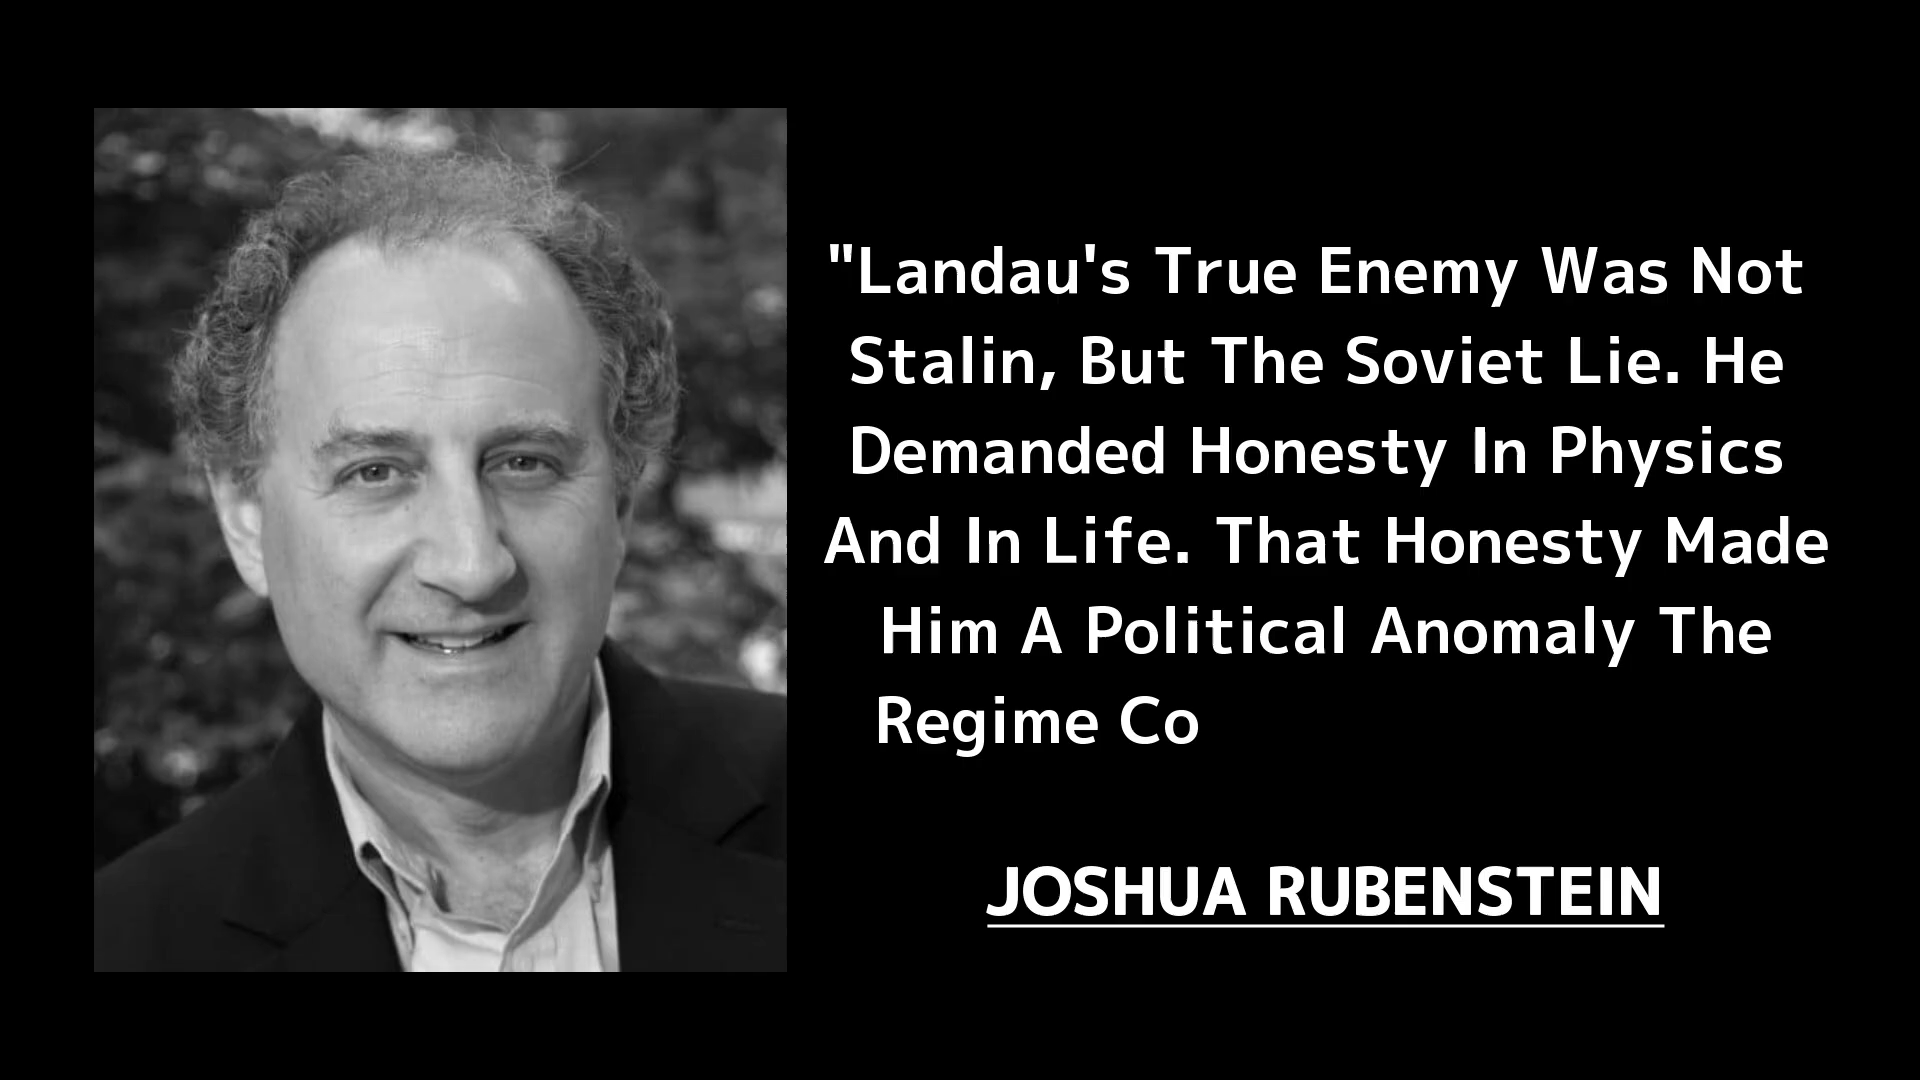 "Landau's True Enemy Was Not
Stalin, But The Soviet Lie. He
Demanded Honesty In Physics
And In Life. That Honesty Made
Him A Political Anomaly The
Regime Co
JOSHUA RUBENSTEIN